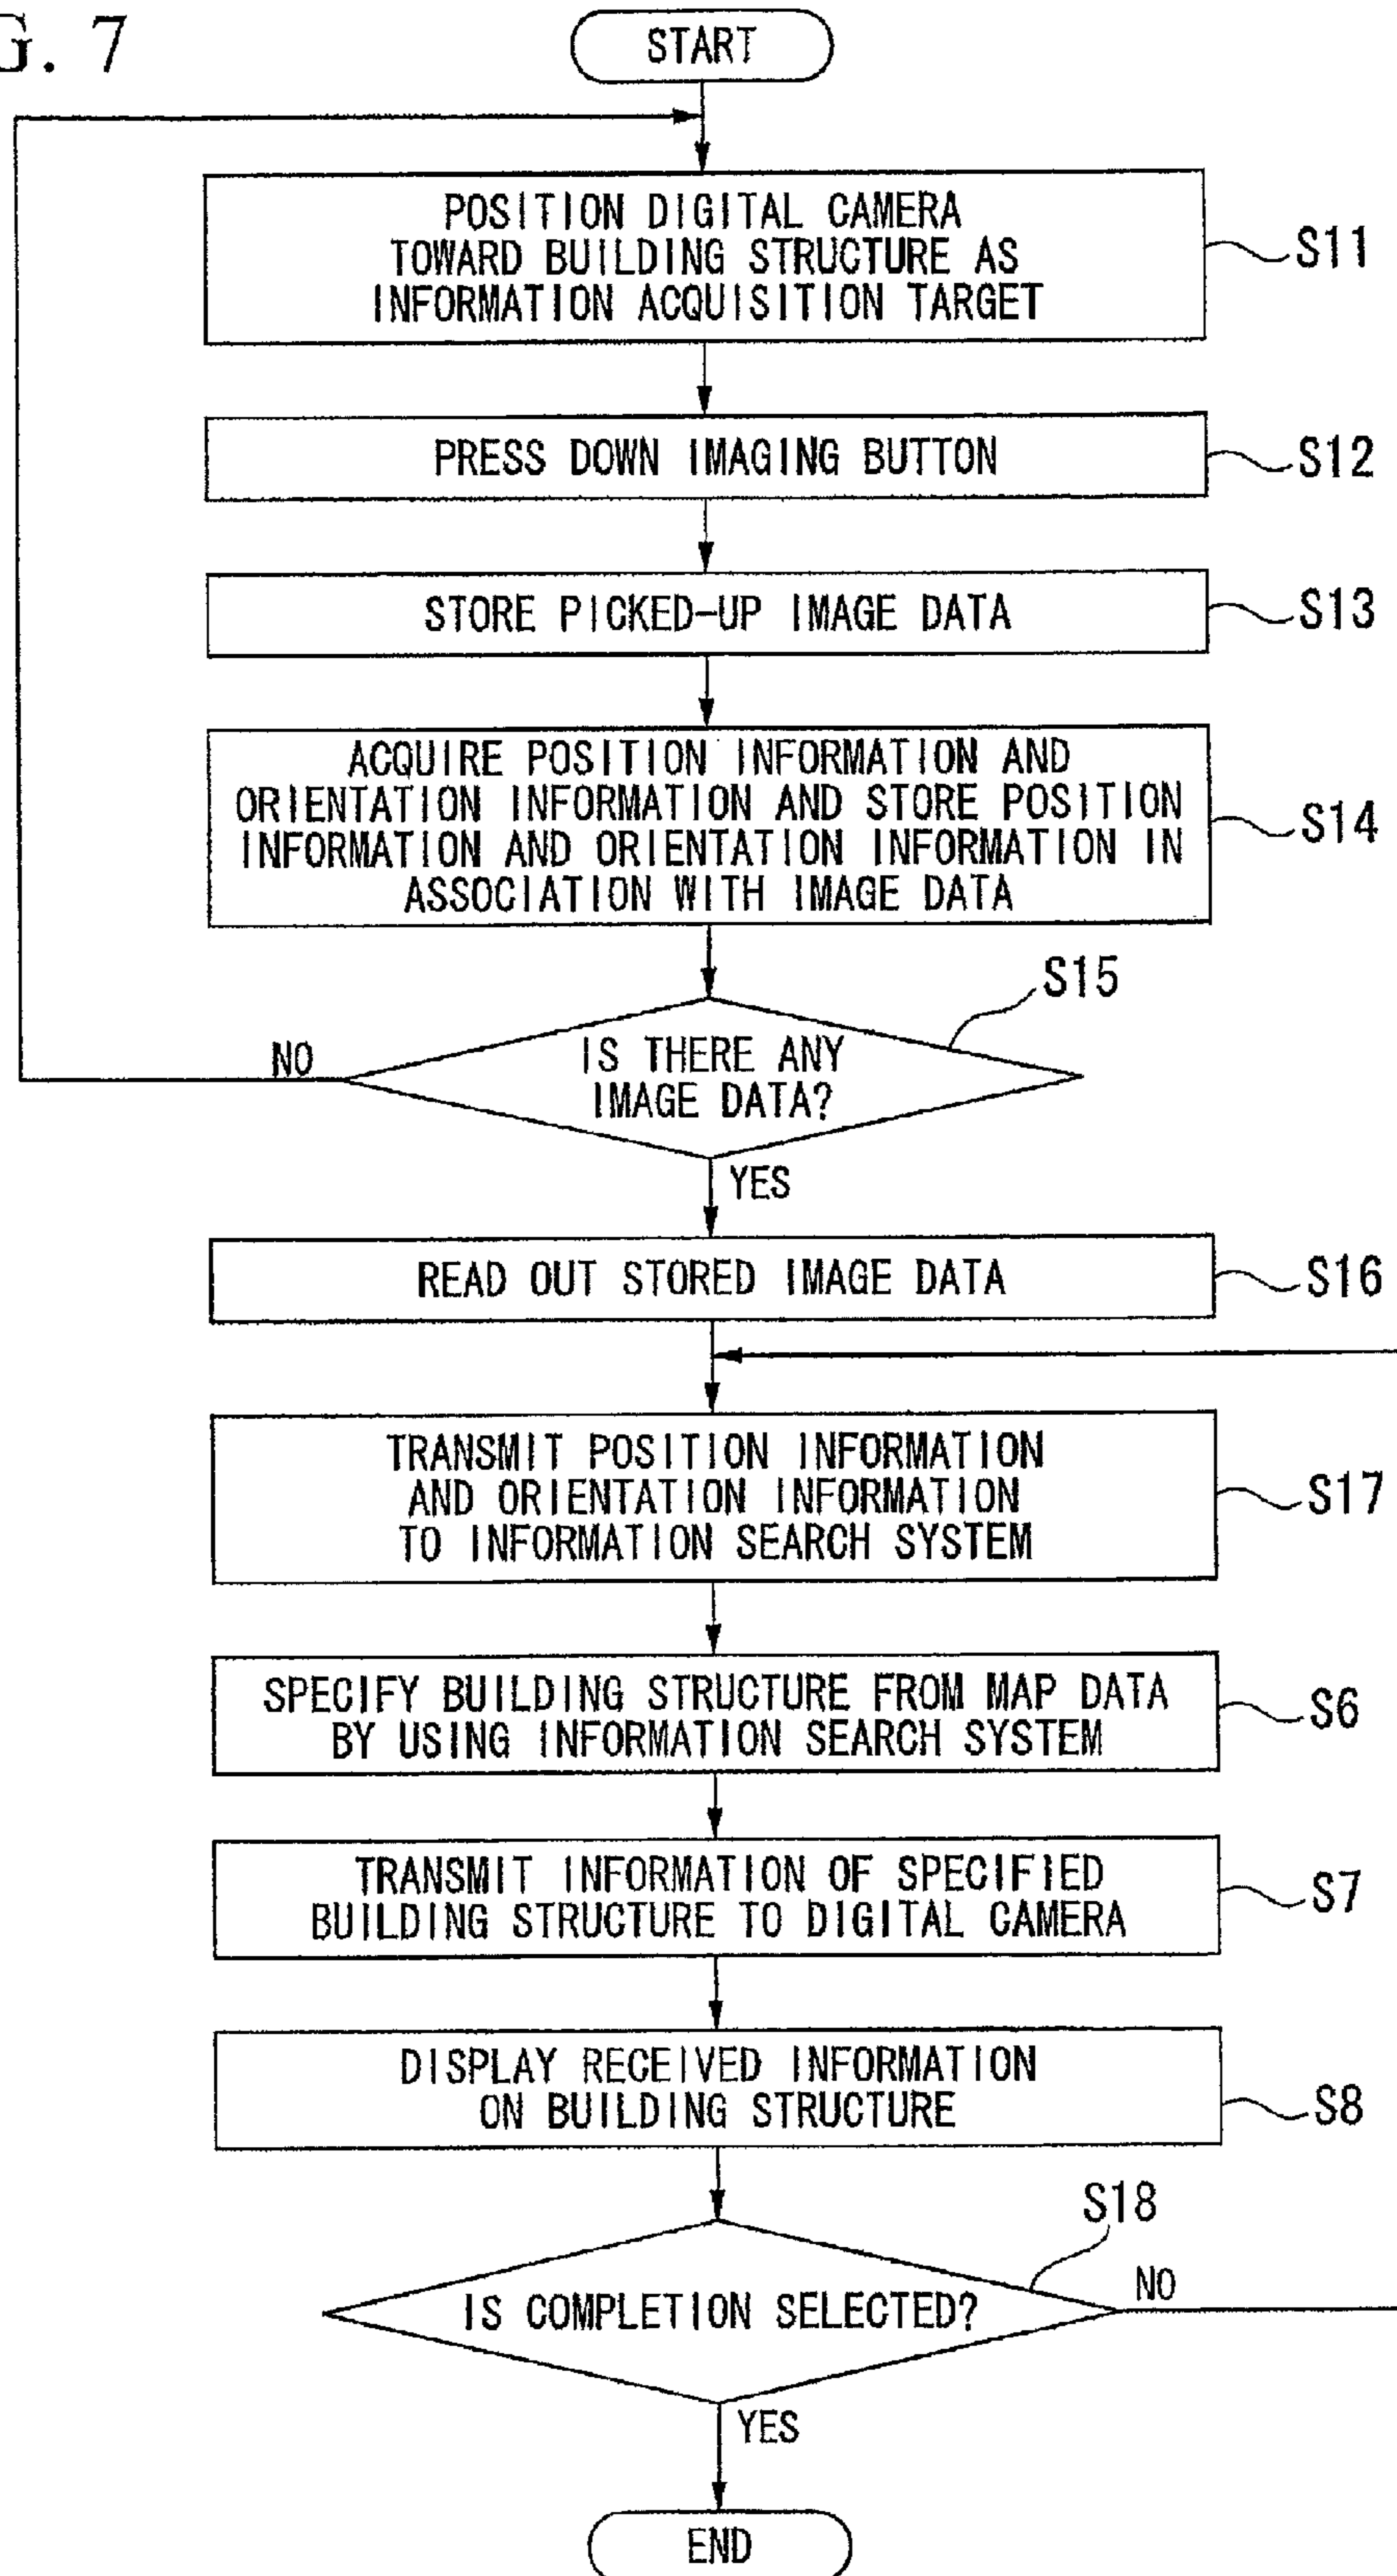 G. 7
START
POSITION DIGITAL CAMERA
TOWARD BUILDING STRUCTURE AS
INFORMATION ACQUISITION TARGET
S11
PRESS DOWN IMAGING BUTTON
S12
STORE PICKED-UP IMAGE DATA
S13
ACQUIRE POSITION INFORMATION AND
ORIENTATION INFORMATION AND STORE POSITION
INFORMATION AND ORIENTATION INFORMATION IN
ASSOCIATION WITH IMAGE DATA
S14
S15
NO
IS THERE ANY
IMAGE DATA?
YES
READ OUT STORED IMAGE DATA
S16
TRANSMIT POSITION INFORMATION
AND ORIENTATION INFORMATION
TO INFORMATION SEARCH SYSTEM
S17
SPECIFY BUILDING STRUCTURE FROM MAP DATA
BY USING INFORMATION SEARCH SYSTEM
S6
TRANSMIT INFORMATION OF SPECIFIED
BUILDING STRUCTURE TO DIGITAL CAMERA
S7
DISPLAY RECEIVED INFORMATION
ON BUILDING STRUCTURE
S8
S18
IS COMPLETION SELECTED?
NO
YES
END